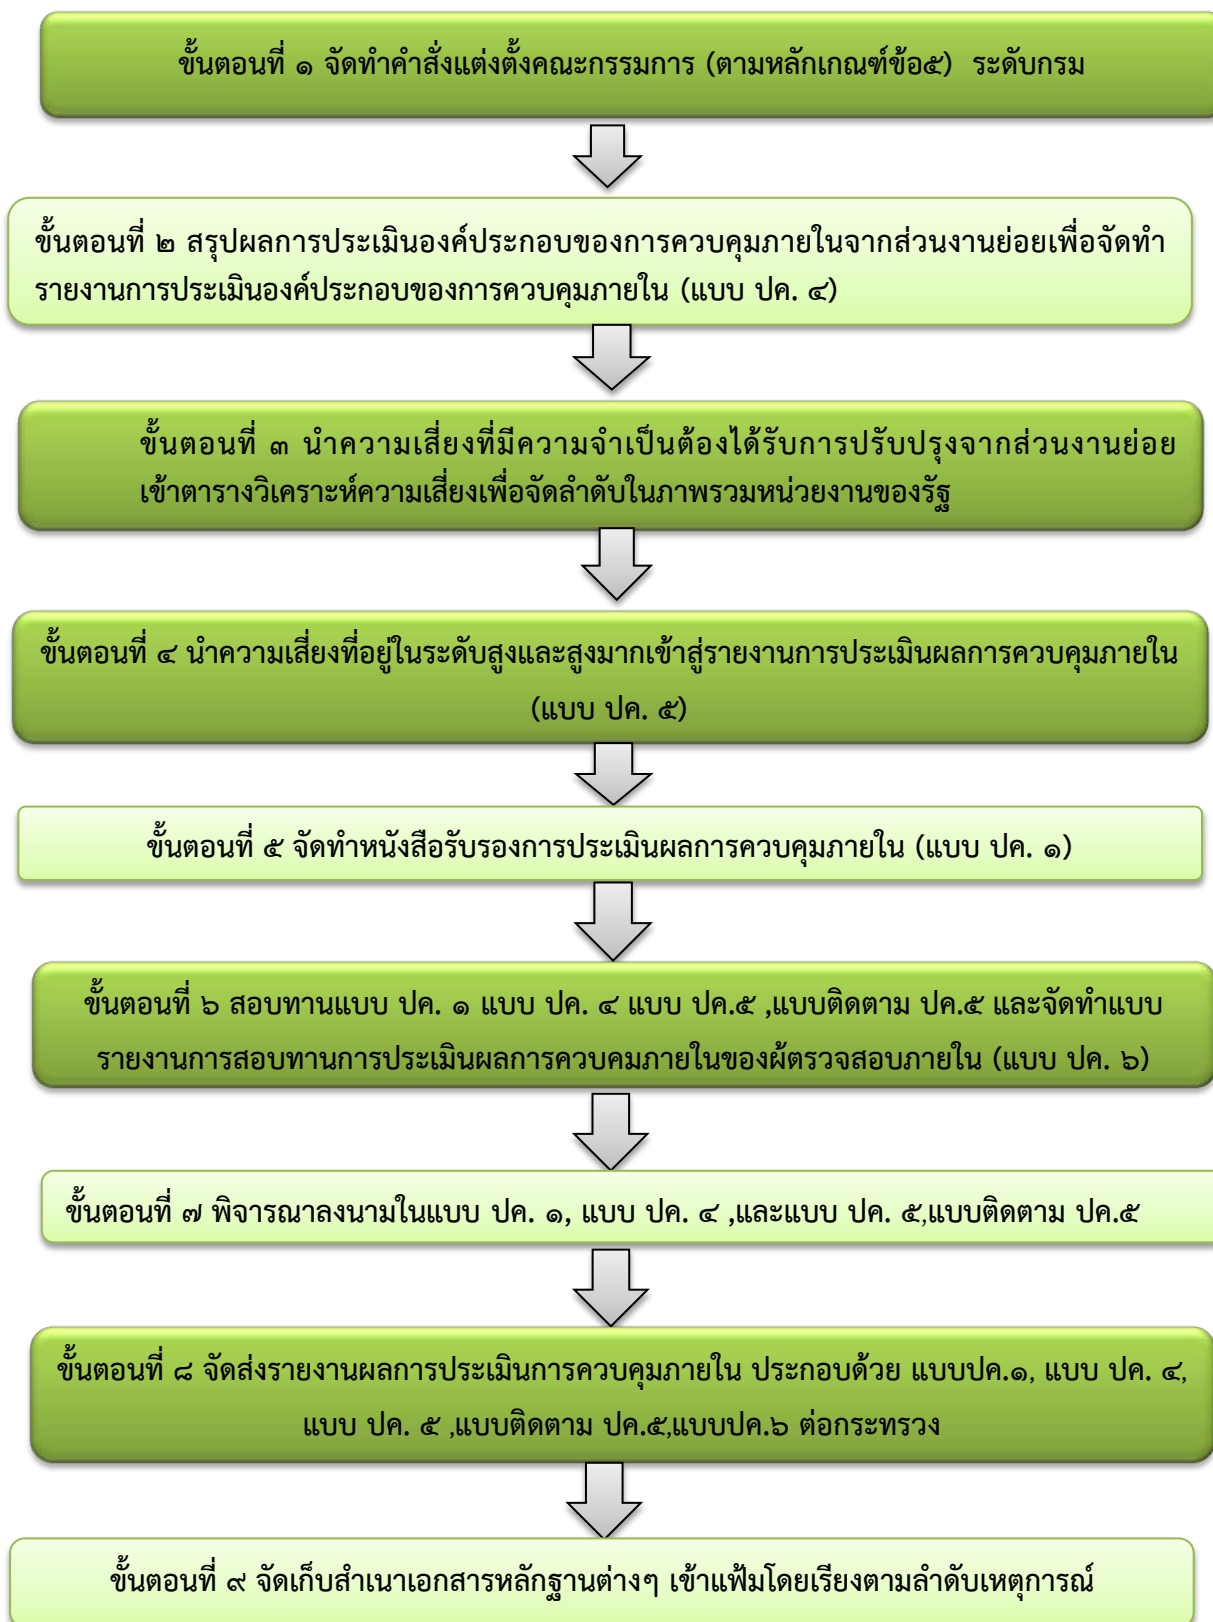 ขั้นตอนที่ ๑ จัดทำคำสั่งแต่งตั้งคณะกรรมการ (ตามหลักเกณฑ์ข้อ๕) ระดับกรม
ขั้นตอนที่ ๒ สรุปผลการประเมินองค์ประกอบของการควบคุมภายในจากส่วนงานย่อยเพื่อจัดทำ
รายงานการประเมินองค์ประกอบของการควบคุมภายใน (แบบ ปค. ๔)
ขั้นตอนที่ ๓ นำความเสี่ยงที่มีความจำเป็นต้องได้รับการปรับปรุงจากส่วนงานย่อย
เข้าตารางวิเคราะห์ความเสี่ยงเพื่อจัดลำดับในภาพรวมหน่วยงานของรัฐ
ขั้นตอนที่ ๔ นำความเสี่ยงที่อยู่ในระดับสูงและสูงมากเข้าสู่รายงานการประเมินผลการควบคุมภายใน
(แบบ ปค. ๕)
ขั้นตอนที่ ๕ จัดทำหนังสือรับรองการประเมินผลการควบคุมภายใน (แบบ ปค. ๑)
ขั้นตอนที่ ๖ สอบทานแบบ ปค. ๑ แบบ ปค. ๔ แบบ ปค.๕ ,แบบติดตาม ปค.๕ และจัดทำแบบ
รายงานการสอบทานการประเมินผลการควบคุมภายในของผู้ตรวจสอบภายใน (แบบ ปค. ๖)
ขั้นตอนที่ ๗ พิจารณาลงนามในแบบ ปค. ๑, แบบ ปค. ๔ ,และแบบ ปค. ๕,แบบติดตาม ปค.๕
ขั้นตอนที่ ๘ จัดส่งรายงานผลการประเมินการควบคุมภายใน ประกอบด้วย แบบปค.๑, แบบ ปค. ๔,
แบบ ปค. ๕ ,แบบติดตาม ปค.๕,แบบปค.๖ ต่อกระทรวง
ขั้นตอนที่ ๙ จัดเก็บสำเนาเอกสารหลักฐานต่างๆ เข้าแฟ้มโดยเรียงตามลำดับเหตุการณ์